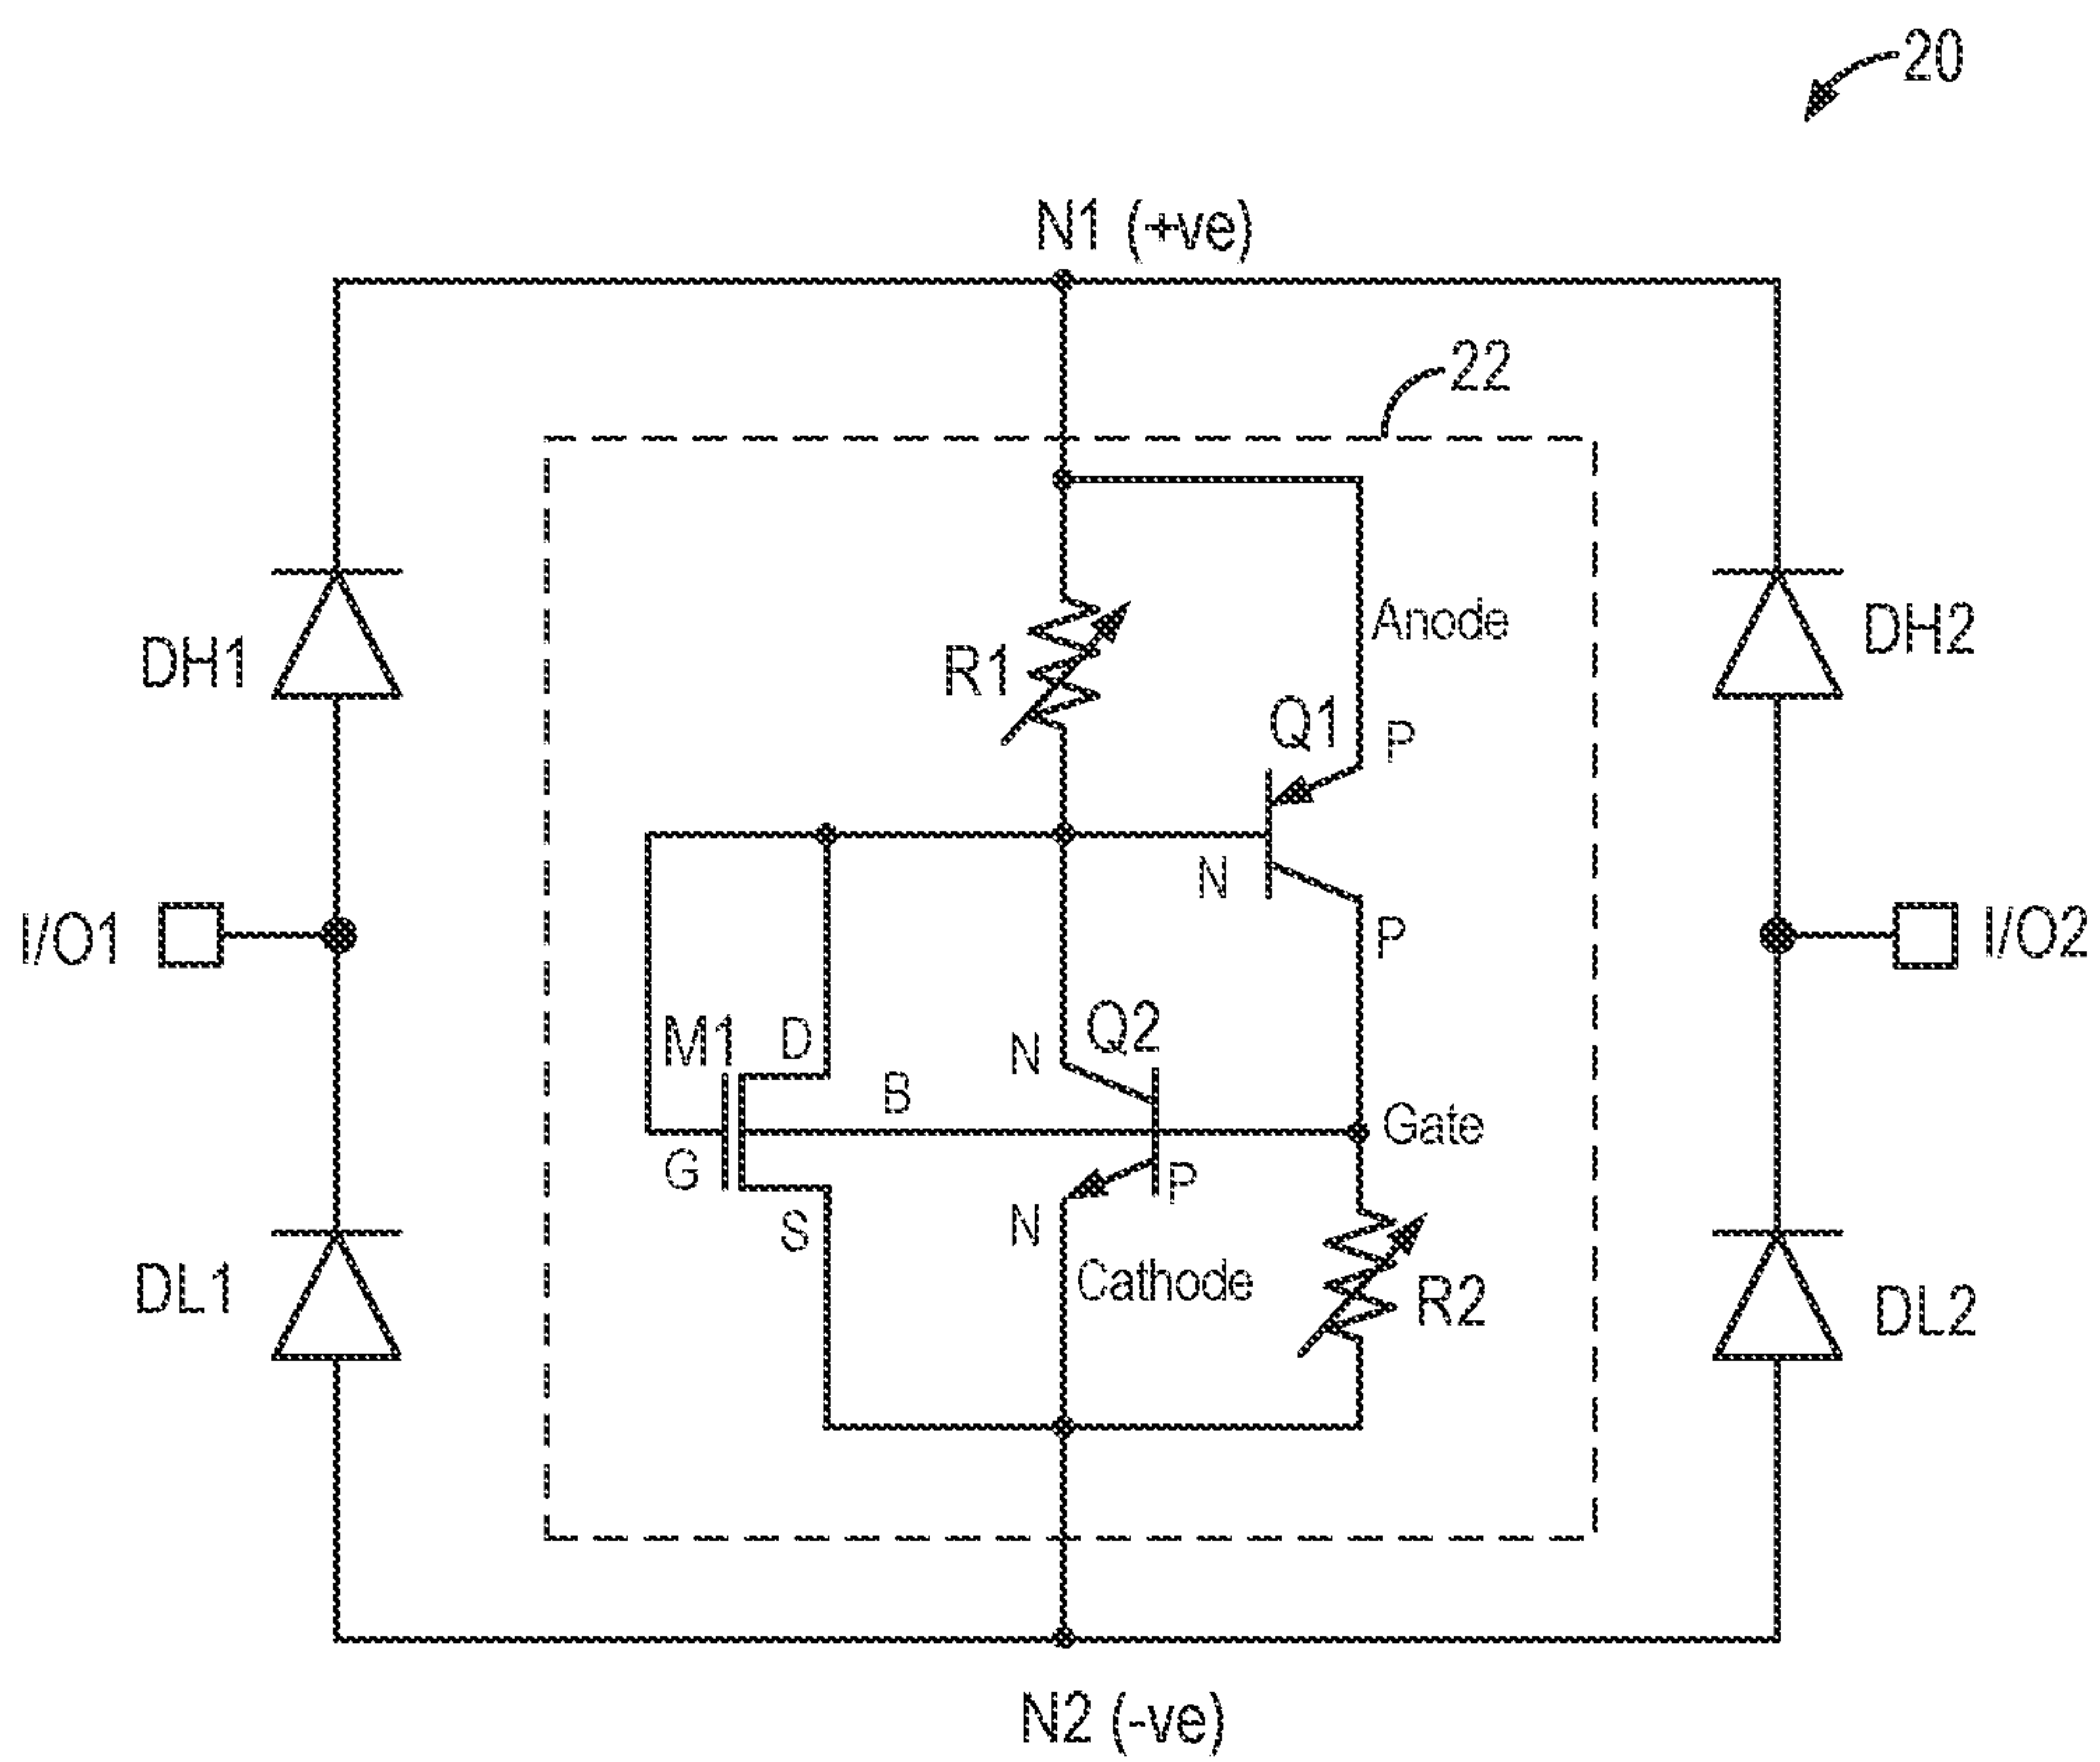 20
N1 (+ve)
22
Anode
DH1
R1
DH2
Q1
P
N
I/O1
P
I/O2
M1
D
N
Q2
B
Gate
G
P
S
N
DL1
Cathode
R2
DL2
N2 (-ve)